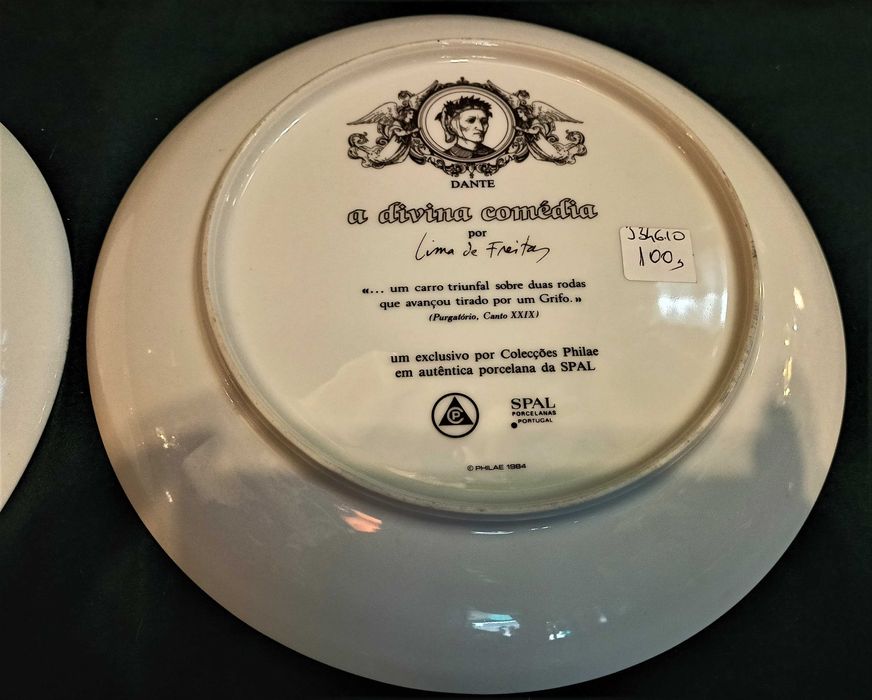 DANTE
a divina comédia
por
Lima de Freitas
«... um carro triunfal sobre duas rodas
que avançou tirado por um Grifo.»
(Purgatório, Canto XXIX)
J34610
100,
um exclusivo por Colecções Philae
em autêntica porcelana da SPAL
P
SPAL
PORCELANAS
PORTUGAL
© PHILAE 1984